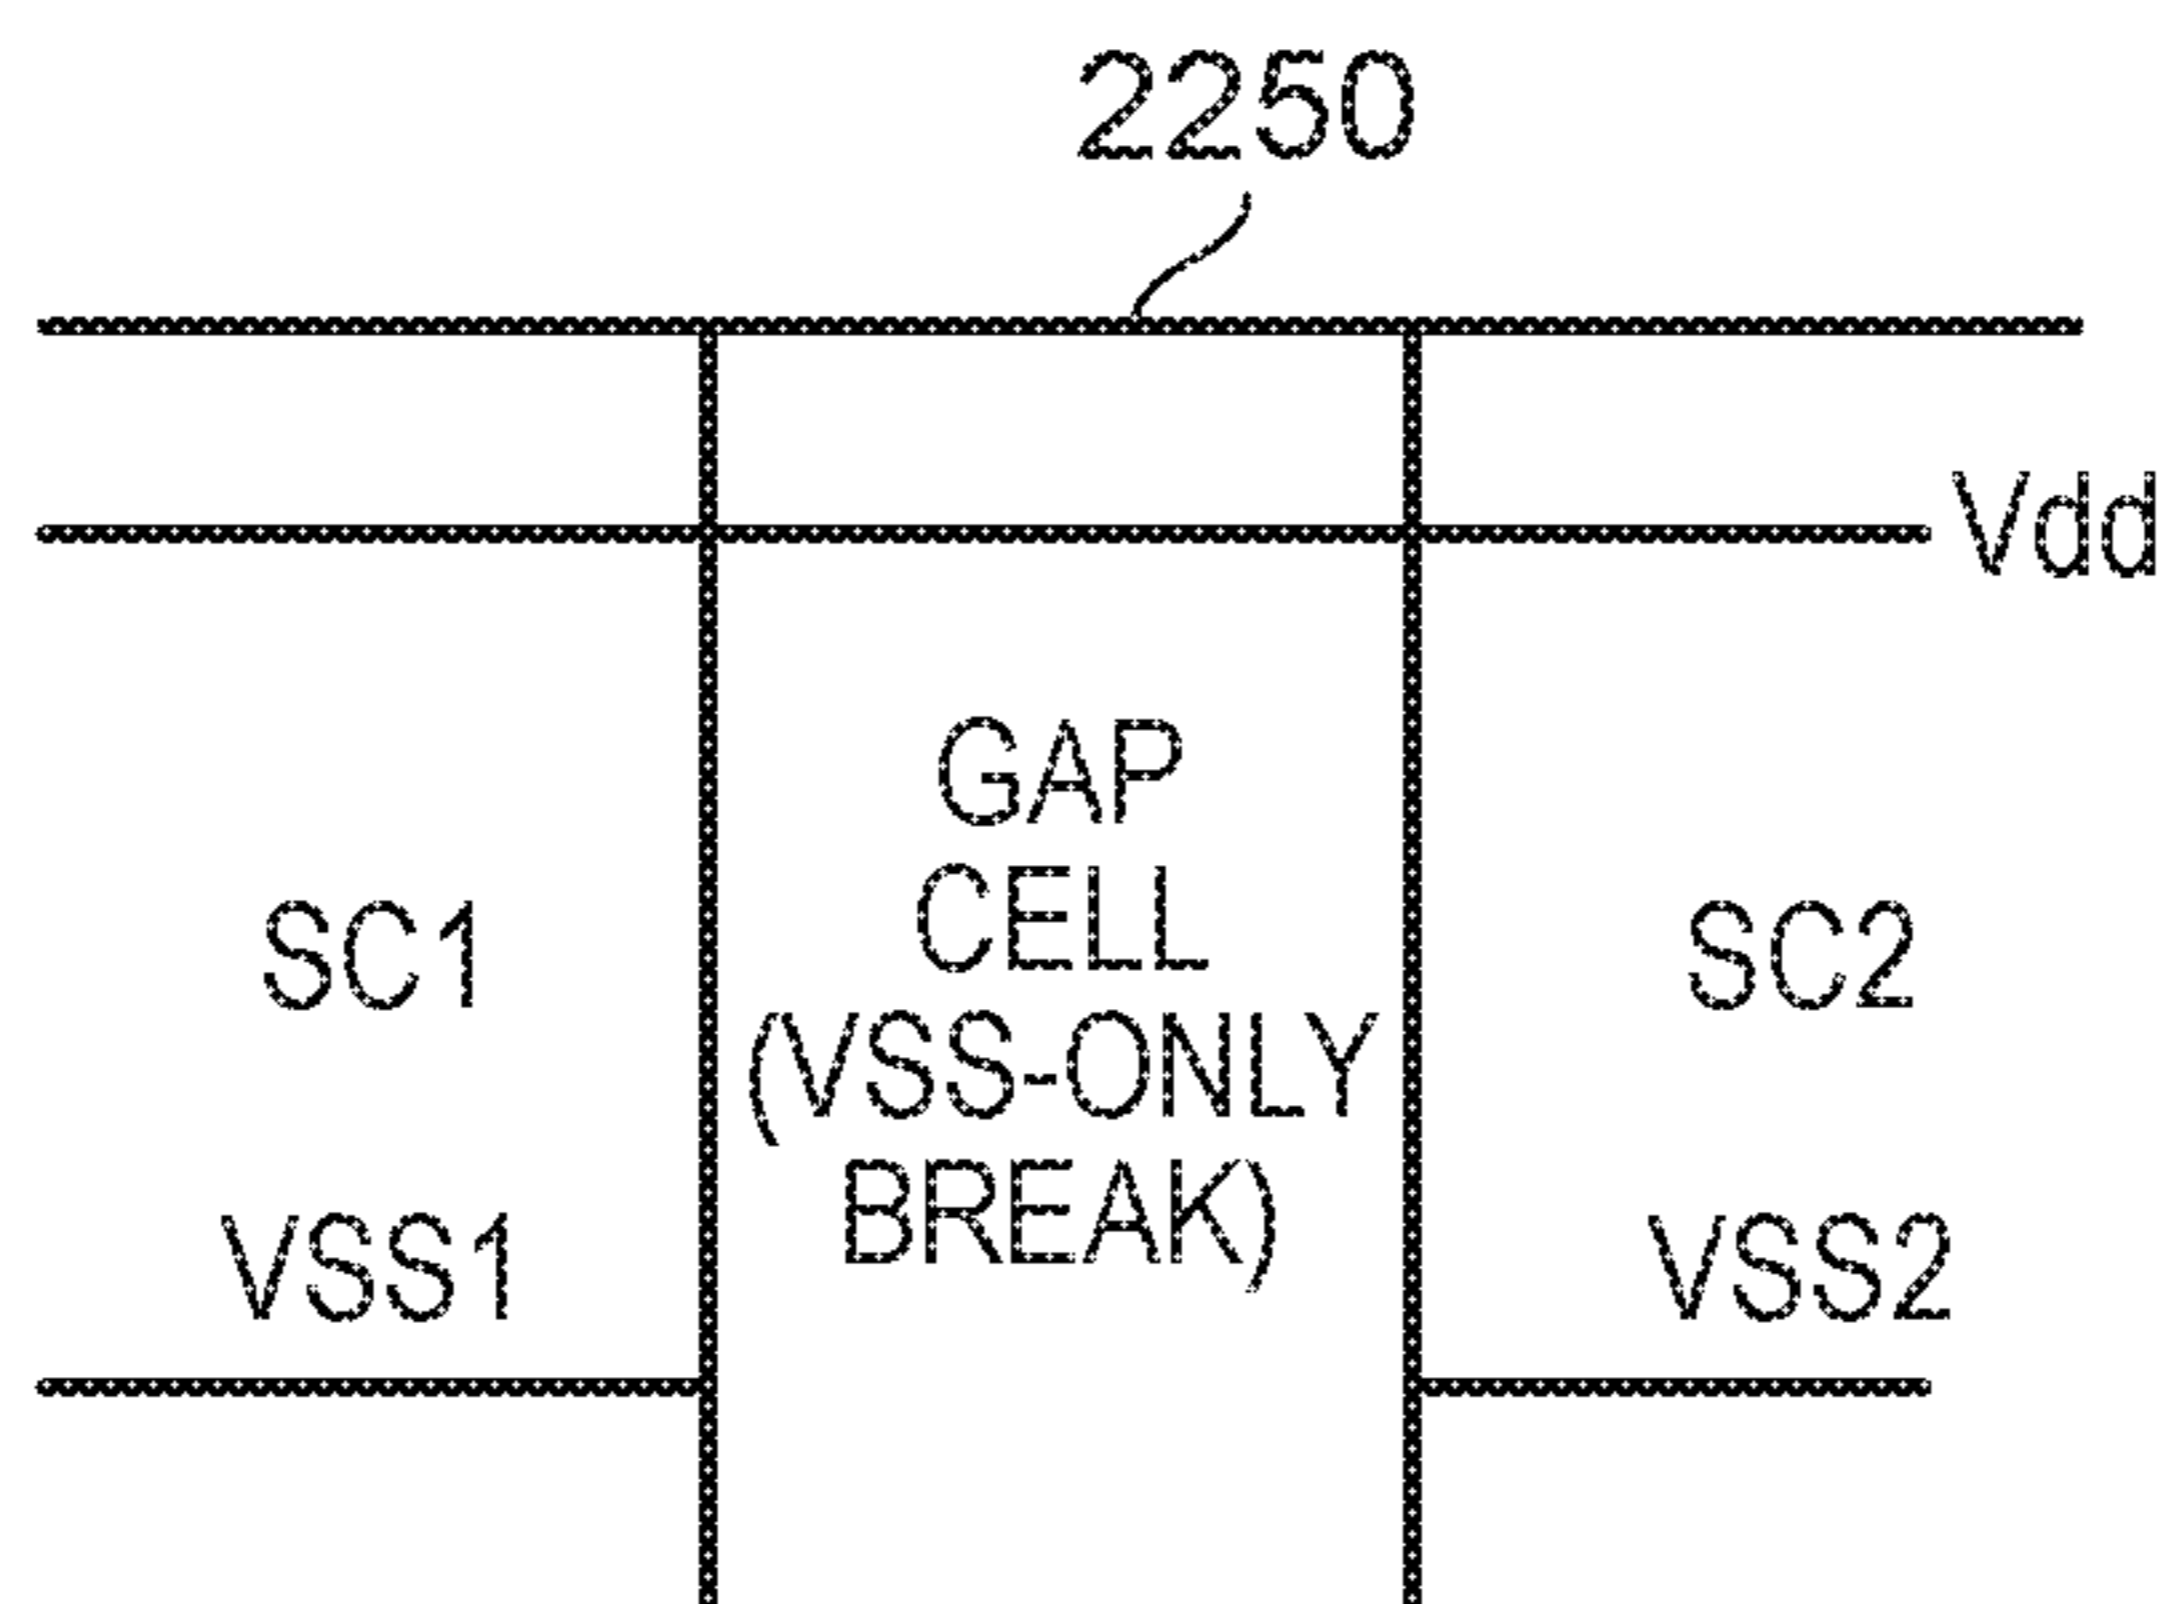 2250
Vdd
GAP
CELL
(VSS-ONLY
BREAK)
SC1
SC2
VSS1
VSS2